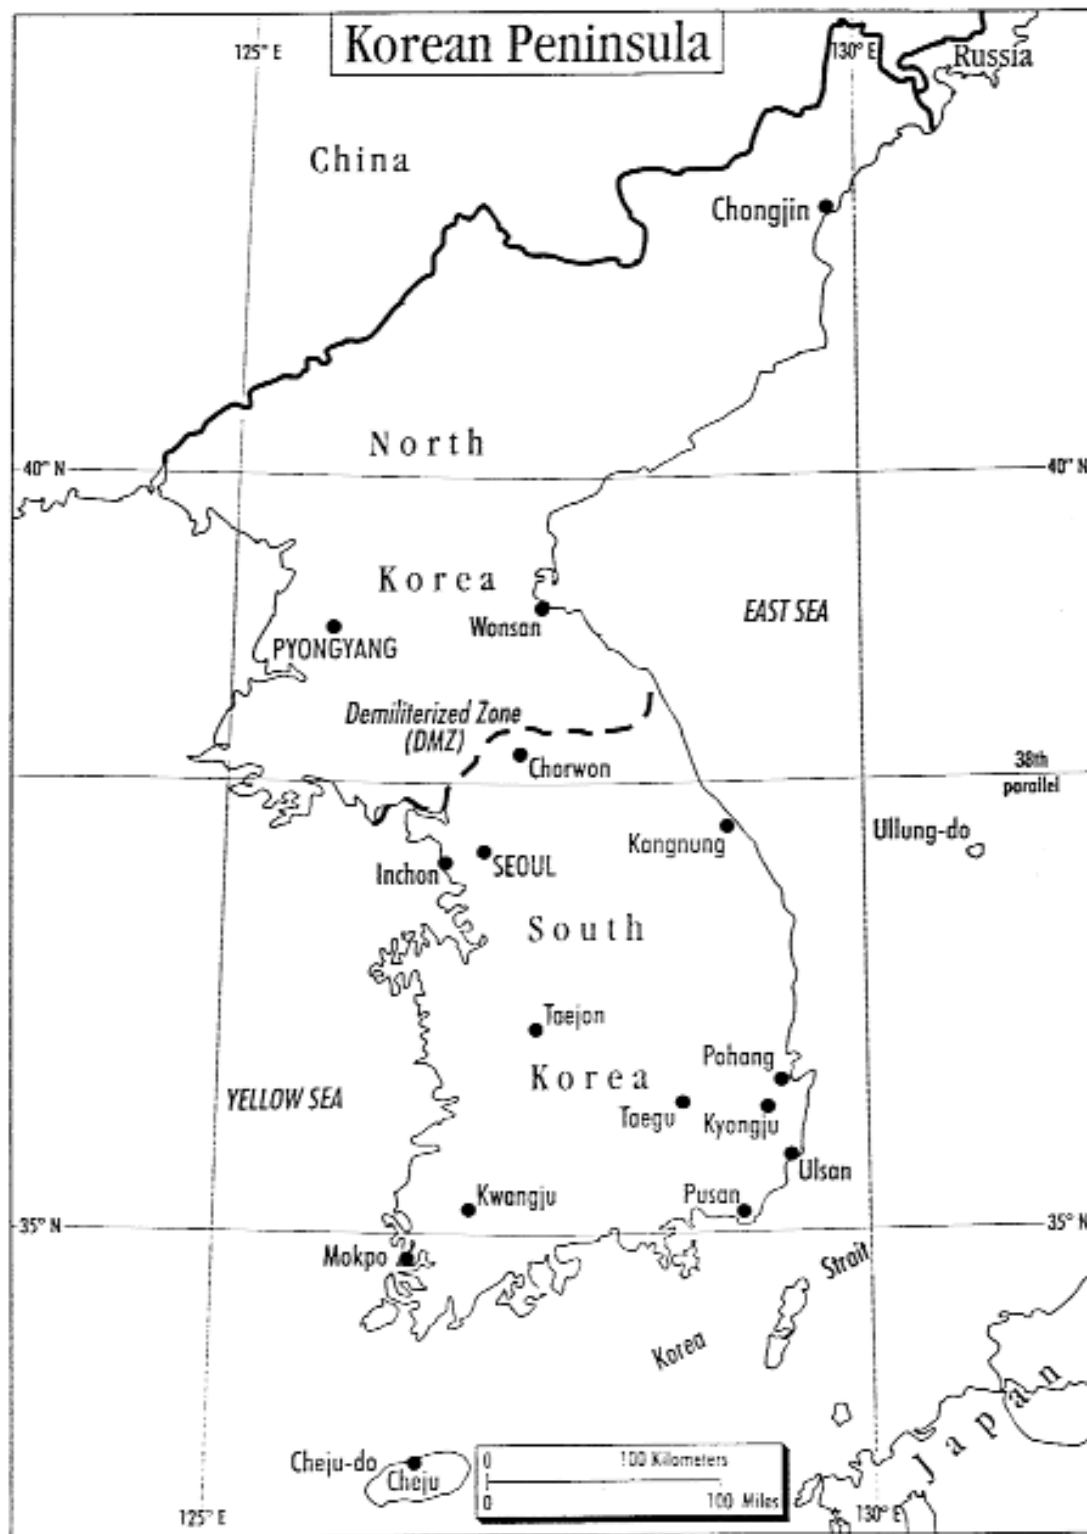 Korean Peninsula
125° E
130° E
Russia
China
Chongjin
North
40° N
40° N
Korea
Wonsan
EAST SEA
PYONGYANG
Demiliterized Zone
(DMZ)
Chorwon
38th
parallel
Kangnung
Ullung-do
Inchon
SEOUL
South
Taejon
Korea
Pohang
YELLOW SEA
Taegu
Kyongju
Ulsan
Kwangju
Pusan
35° N
35° N
Mokpo
Strait
Korea
Japan
Cheju-do
Cheju
0
100 Kilometers
0
100 Miles
125° E
130° E